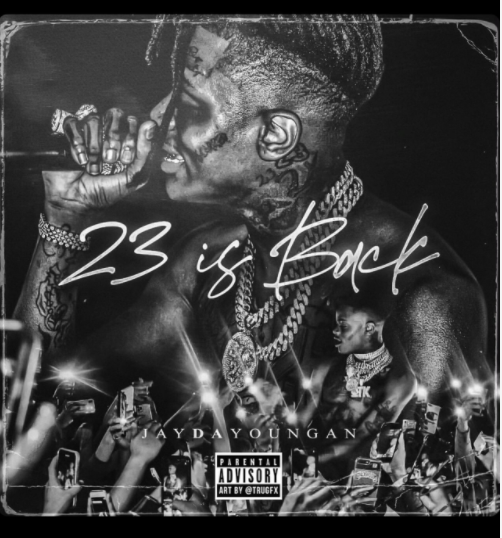 23 is Back
JAYDAYOUNGAN
PARENTAL
ADVISORY
ART BY @TRUGFX